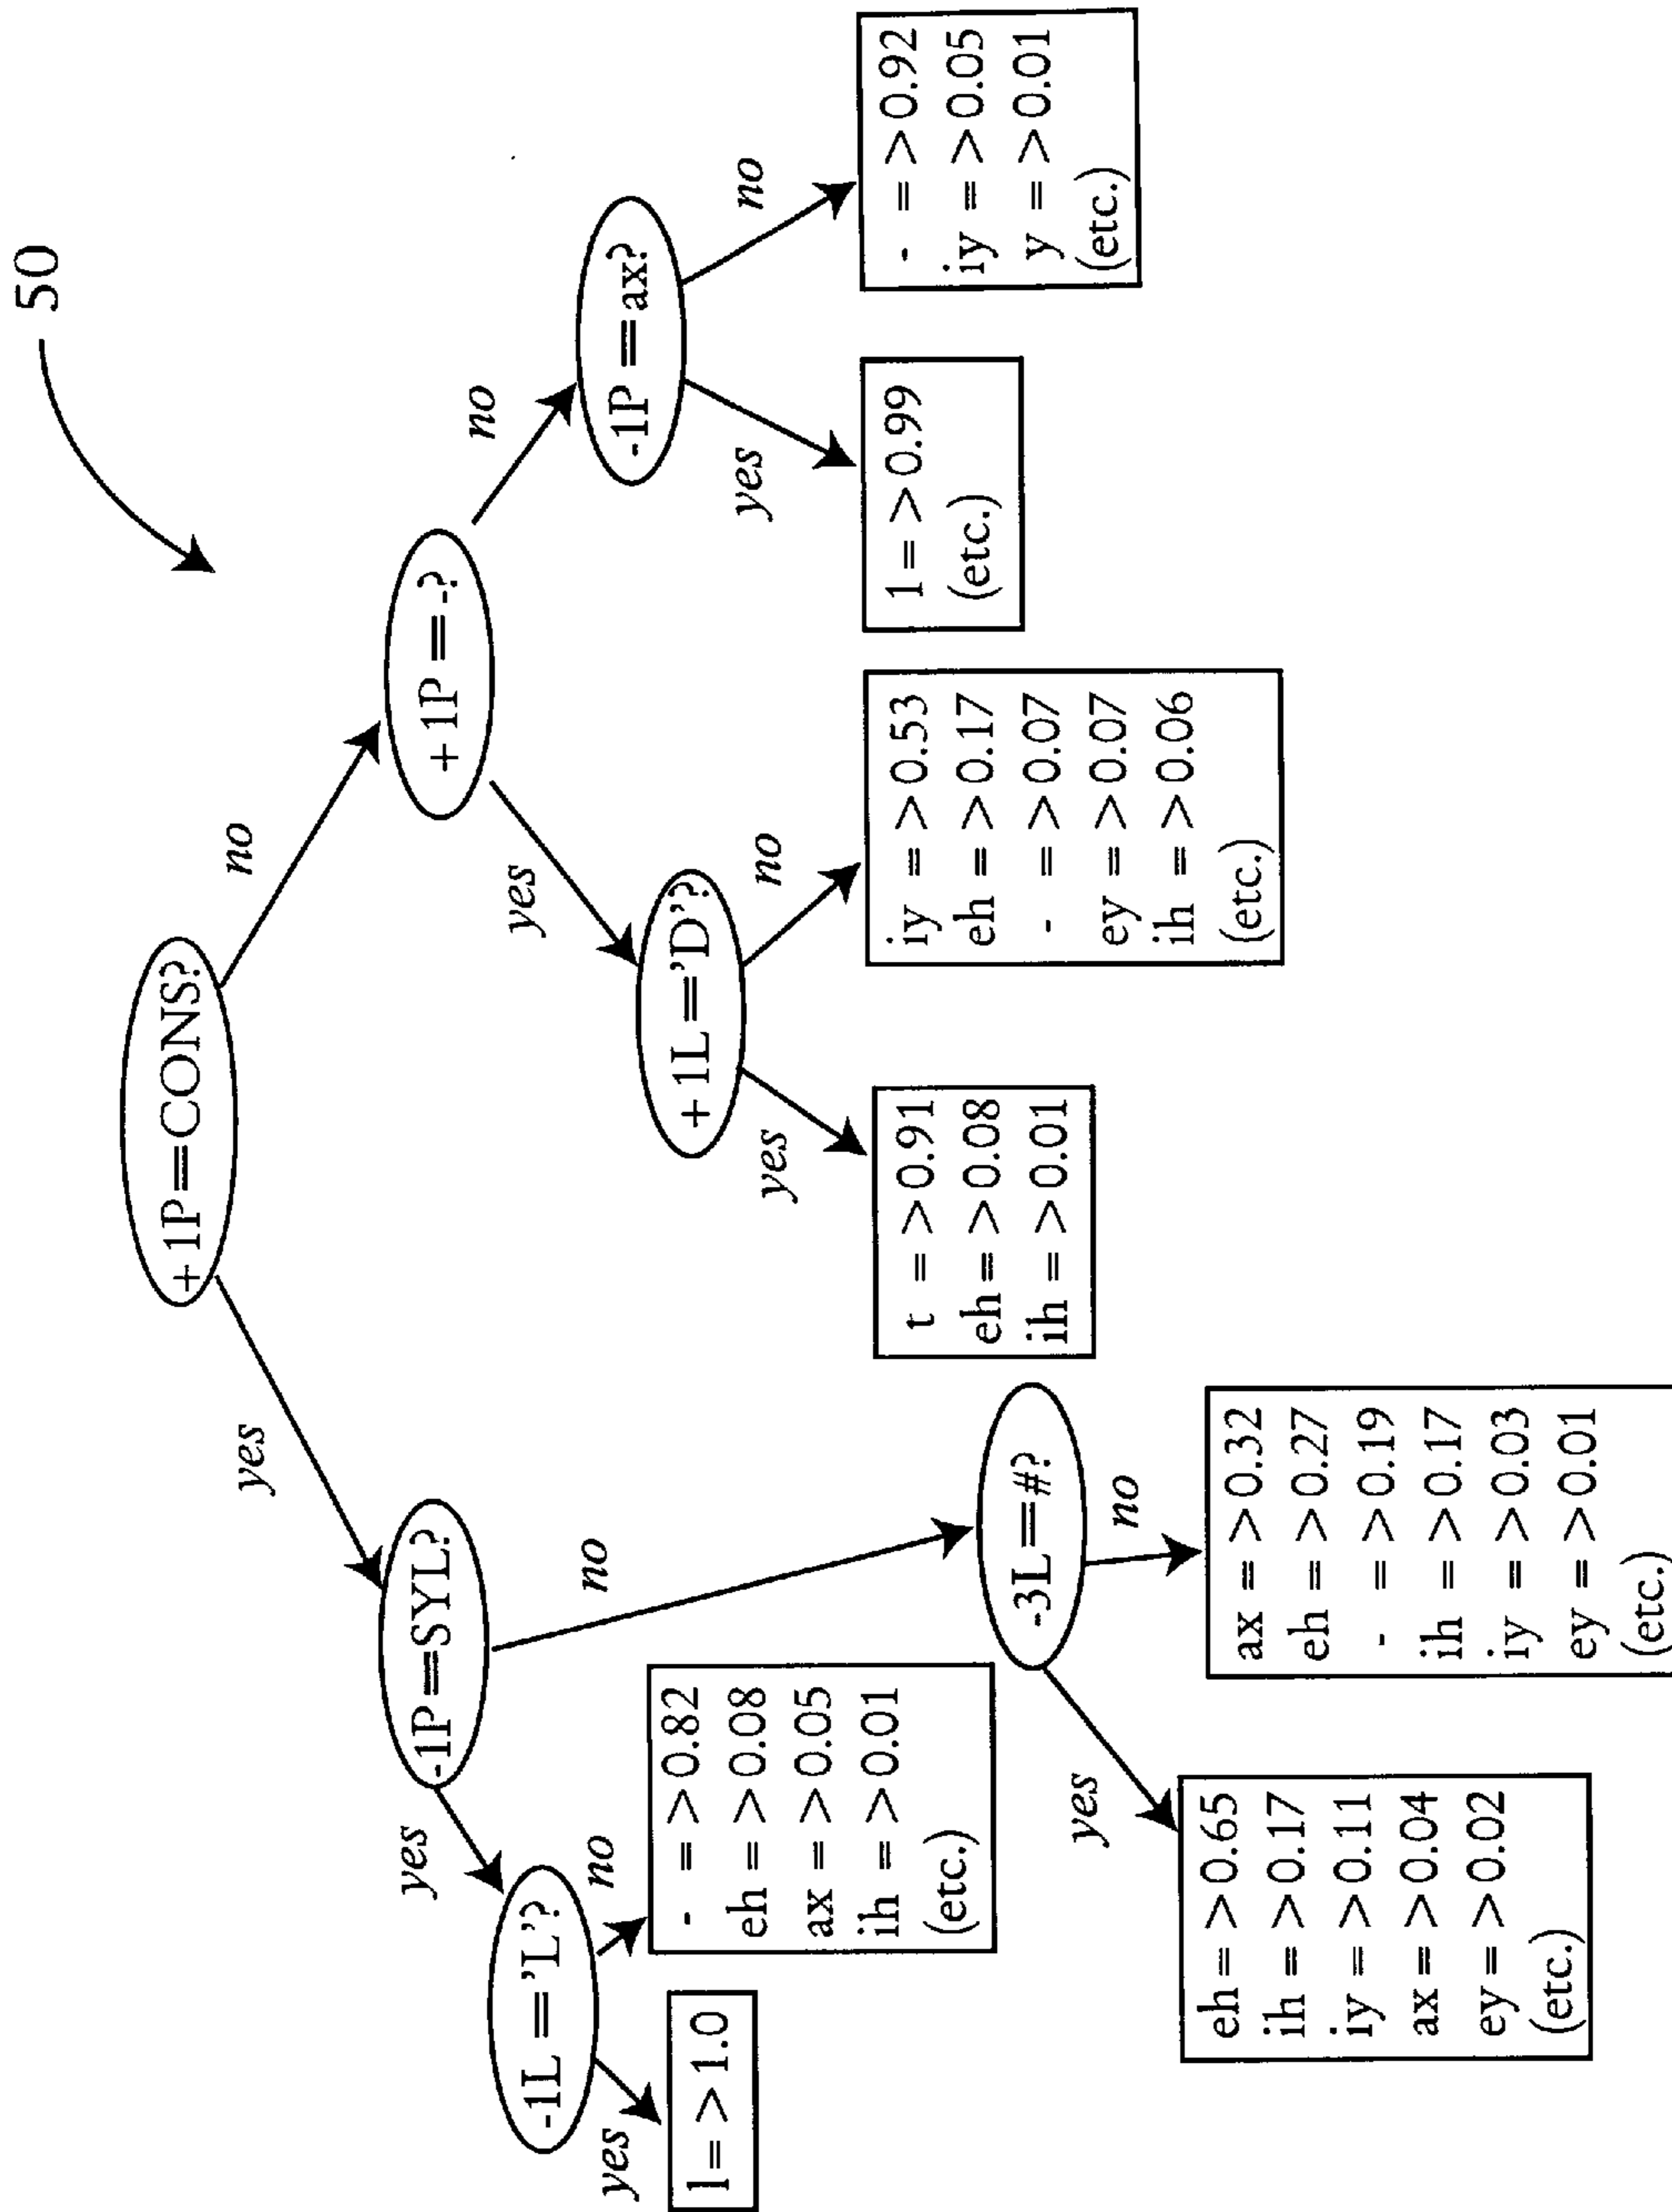 50
+1P=CONS?
yes
no
-1P=SYL?
+1P=-?
yes
no
yes
no
-1L='L'?
-3L=#?
+1L='D'?
-1P=ax?
yes
no
yes
no
yes
no
yes
no
l=>1.0
- =>0.82
eh =>0.08
ax =>0.05
ih =>0.01
(etc.)
eh=>0.65
ih =>0.17
iy =>0.11
ax =>0.04
ey =>0.02
(etc.)
ax =>0.32
eh =>0.27
- =>0.19
ih =>0.17
iy =>0.03
ey =>0.01
(etc.)
t =>0.91
eh =>0.08
ih =>0.01
iy =>0.53
eh =>0.17
- =>0.07
ey =>0.07
ih =>0.06
(etc.)
1=>0.99
(etc.)
- =>0.92
iy =>0.05
y =>0.01
(etc.)